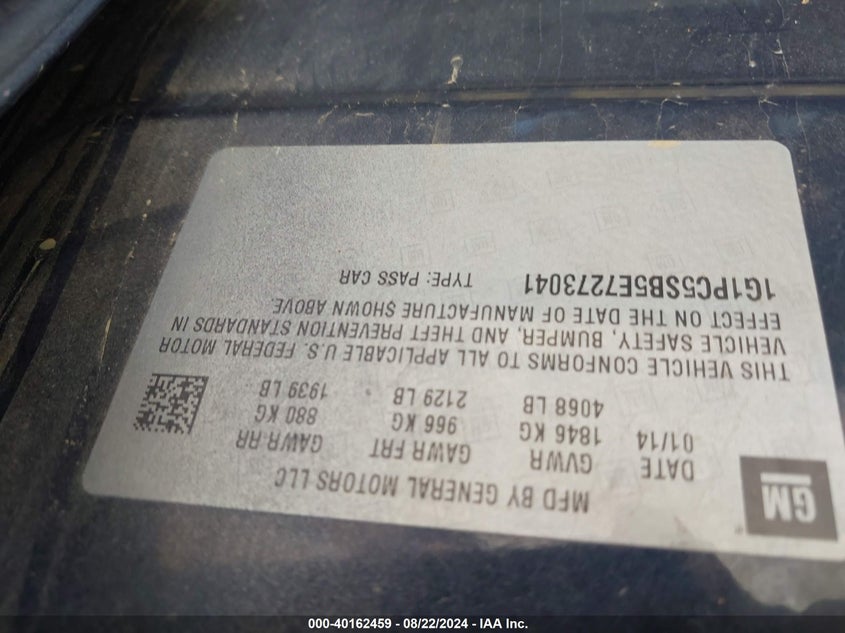 GM
MFD BY GENERAL MOTORS LLC
DATE GVWR GAWR FRT GAWR RR
01/14 1846 KG 966 KG 880 KG
4068 LB 2129 LB 1939 LB
THIS VEHICLE CONFORMS TO ALL APPLICABLE U.S. FEDERAL MOTOR
VEHICLE SAFETY, BUMPER, AND THEFT PREVENTION STANDARDS IN
EFFECT ON THE DATE OF MANUFACTURE SHOWN ABOVE.
1G1PC5SB5E7273041 TYPE: PASS CAR
000-40162459 - 08/22/2024 - IAA Inc.